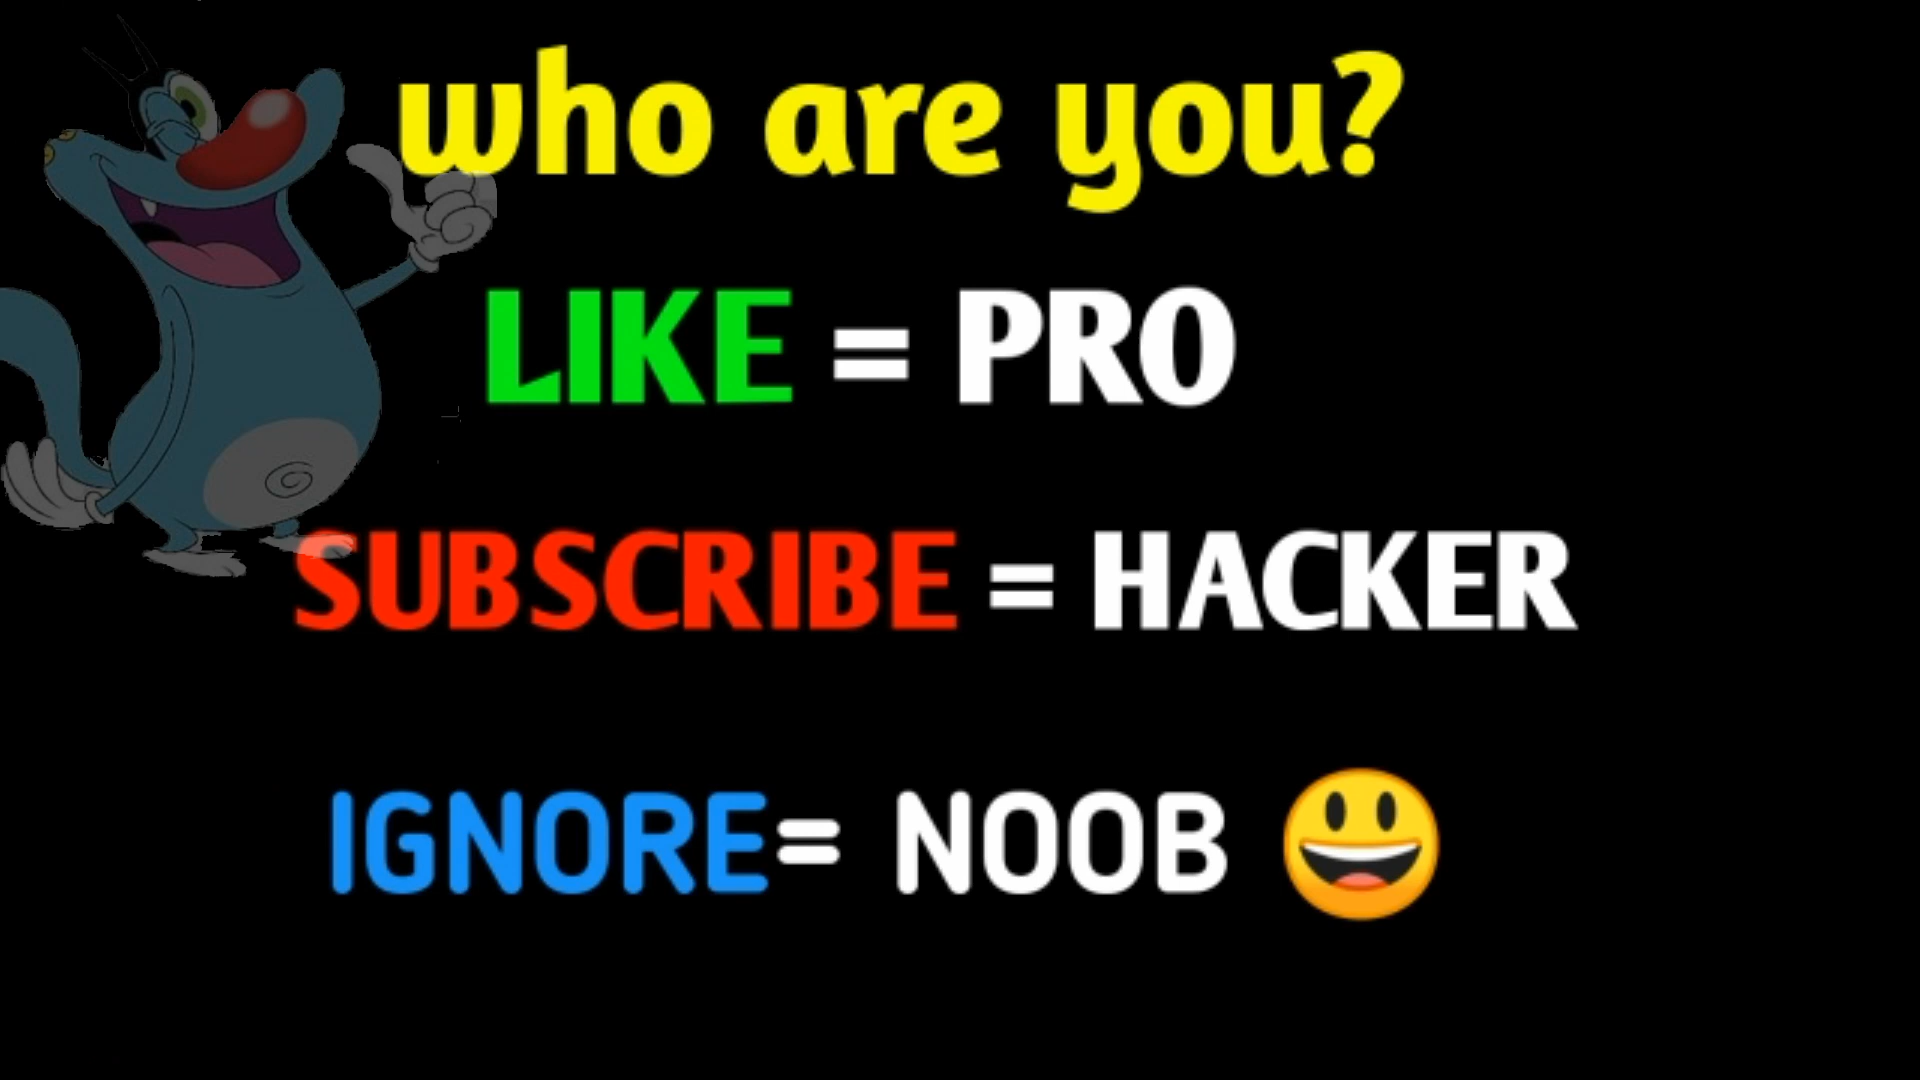 who are you?
LIKE = PRO
SUBSCRIBE = HACKER
IGNORE= NOOB 😃